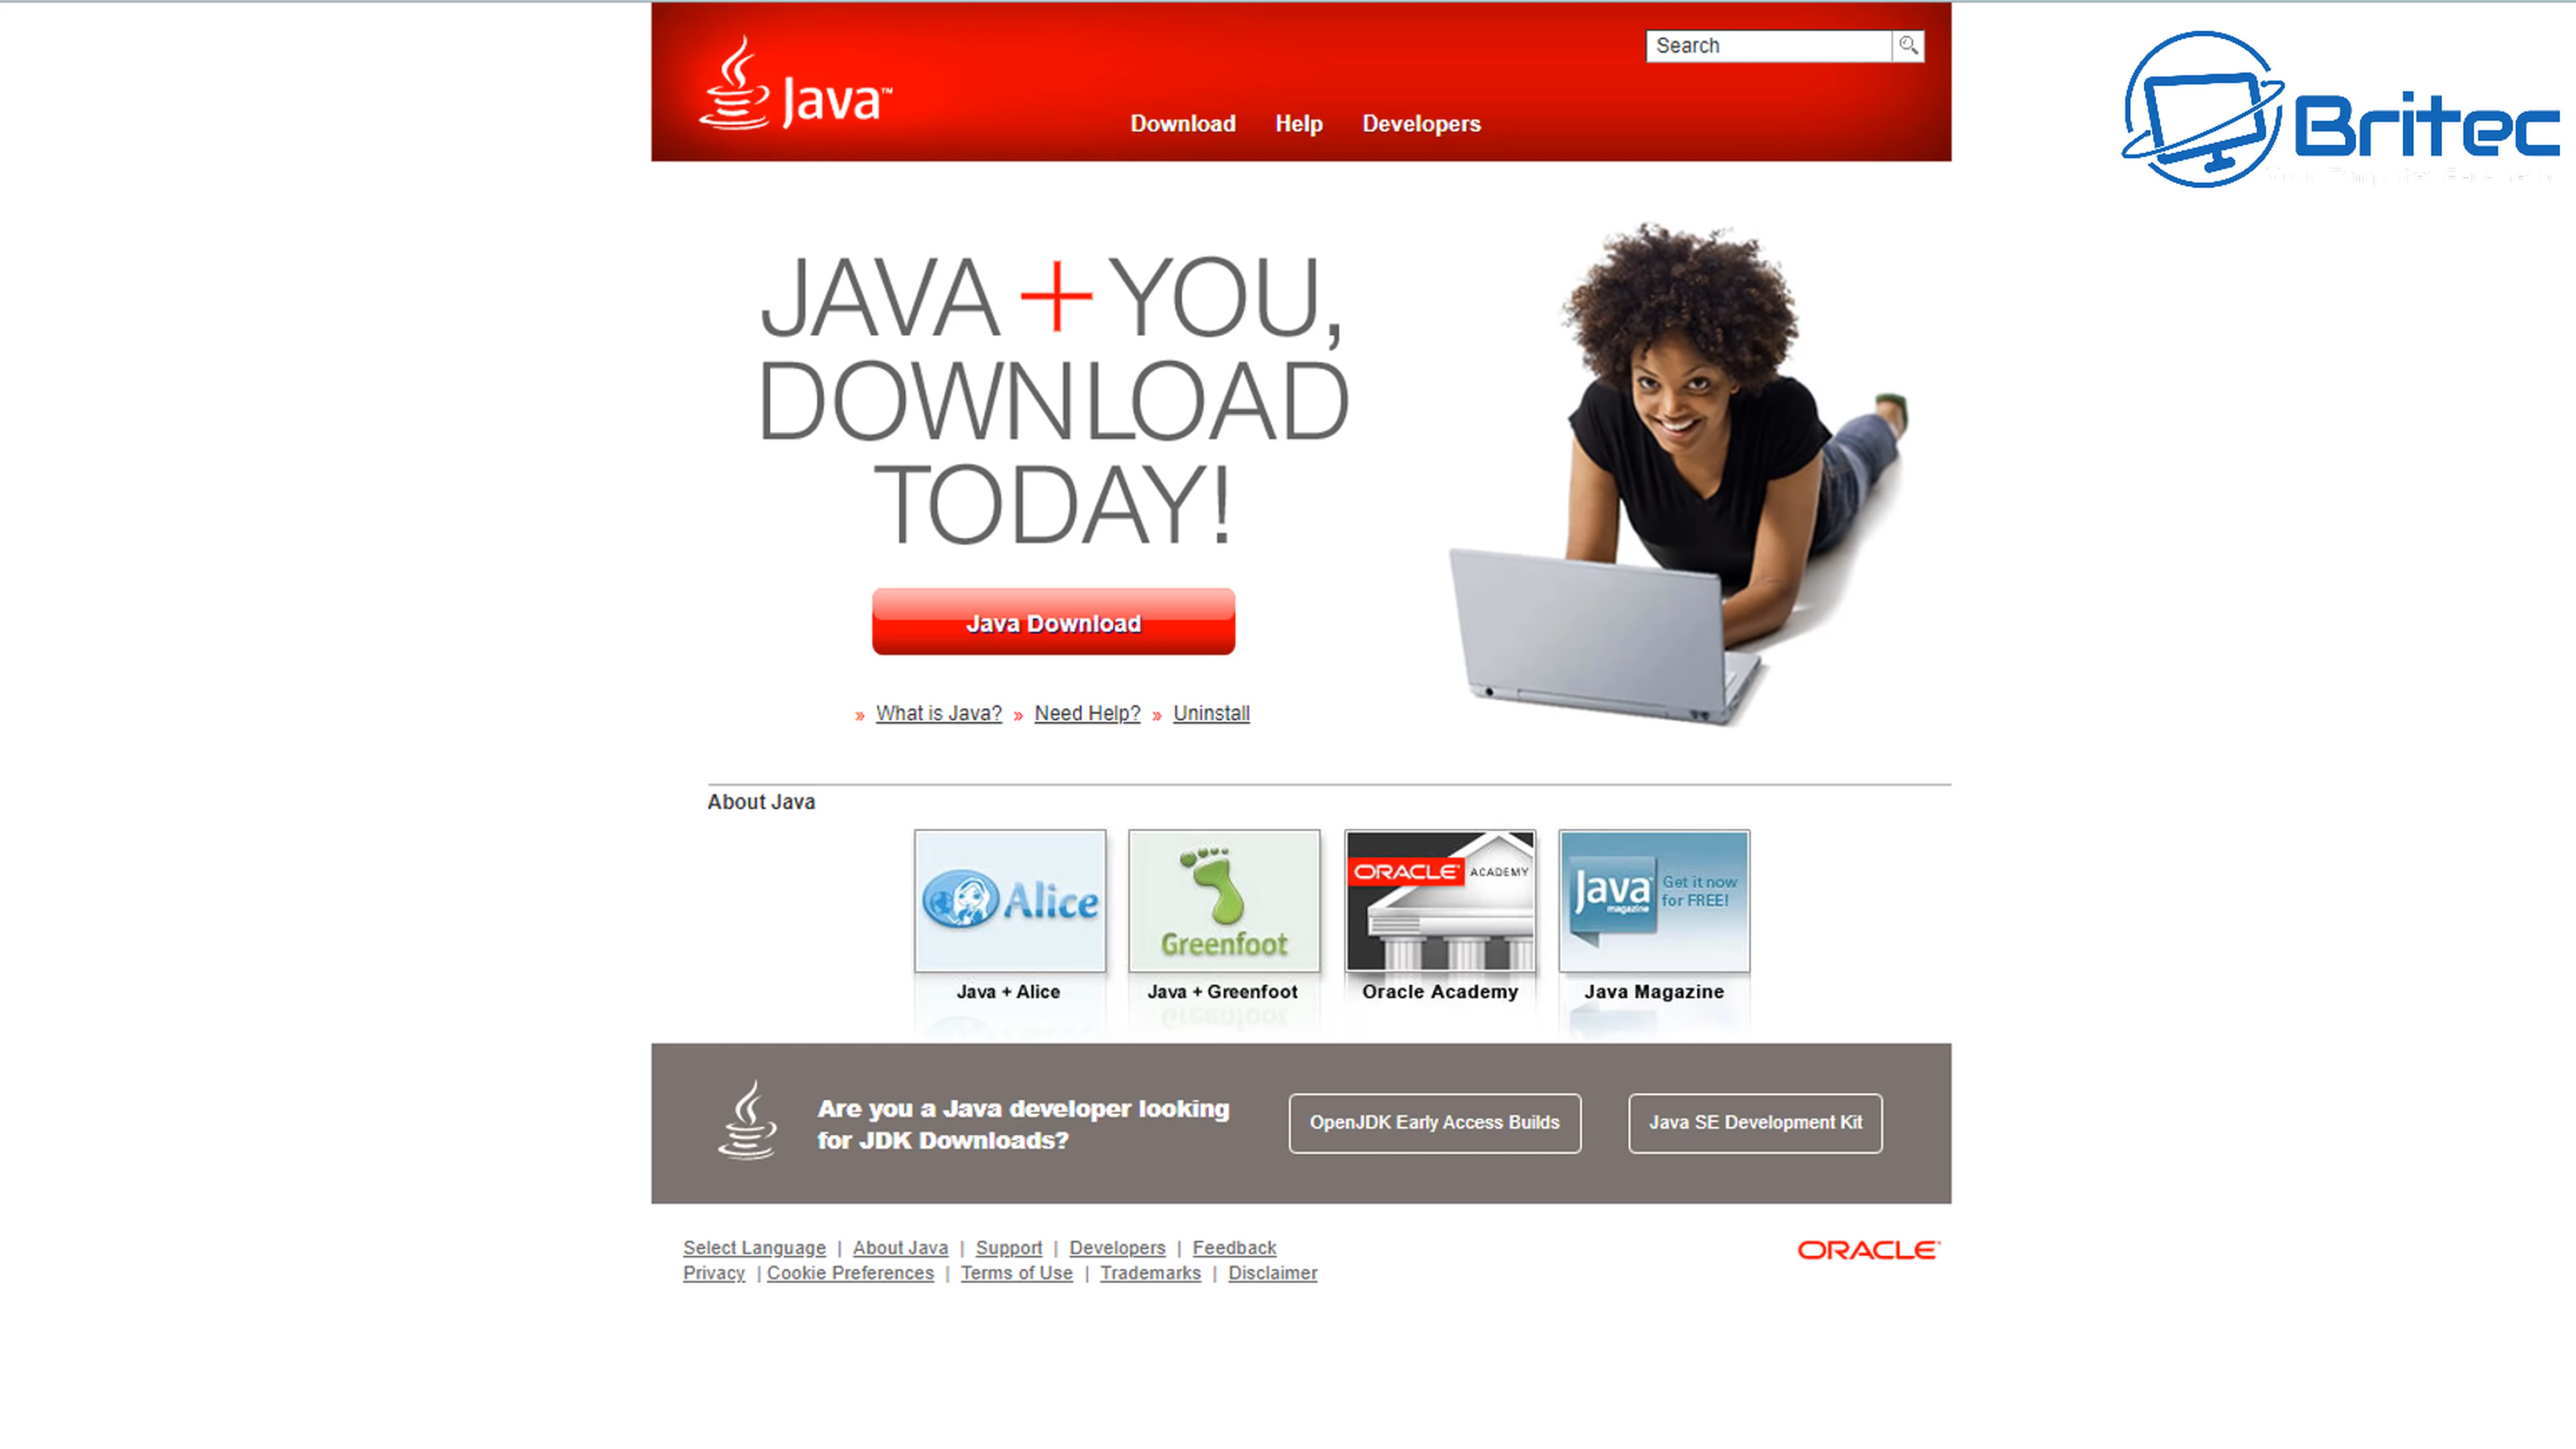 Java™
Search
Download Help Developers
Britec
JAVA + YOU,
DOWNLOAD
TODAY!
Java Download
» What is Java? » Need Help? » Uninstall
About Java
Alice
Greenfoot
ORACLE ACADEMY
Java magazine
Get it now
for FREE!
Java + Alice
Java + Greenfoot
Oracle Academy
Java Magazine
Are you a Java developer looking
for JDK Downloads?
OpenJDK Early Access Builds
Java SE Development Kit
Select Language | About Java | Support | Developers | Feedback
Privacy | Cookie Preferences | Terms of Use | Trademarks | Disclaimer
ORACLE